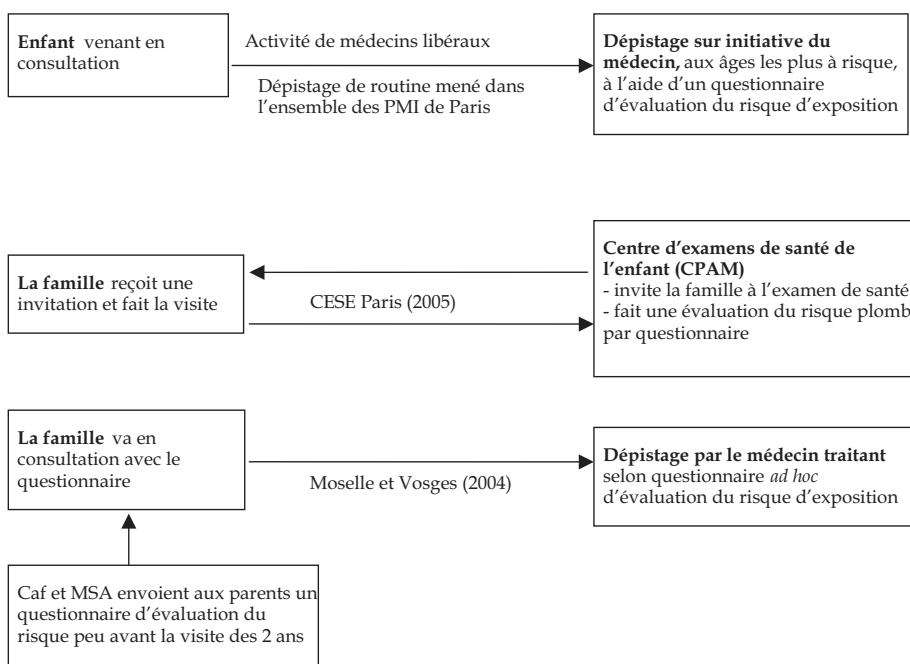 Enfant venant en
consultation
Activité de médecins libéraux
Dépistage de routine mené dans
l'ensemble des PMI de Paris
Dépistage sur initiative du
médecin, aux âges les plus à risque,
à l'aide d'un questionnaire
d'évaluation du risque d'exposition
La famille reçoit une
invitation et fait la visite
CESE Paris (2005)
Centre d'examens de santé de
l'enfant (CPAM)
- invite la famille à l'examen de santé
- fait une évaluation du risque plomb
par questionnaire
La famille va en
consultation avec le
questionnaire
Moselle et Vosges (2004)
Dépistage par le médecin traitant
selon questionnaire ad hoc
d'évaluation du risque d'exposition
Caf et MSA envoient aux parents un
questionnaire d'évaluation du
risque peu avant la visite des 2 ans